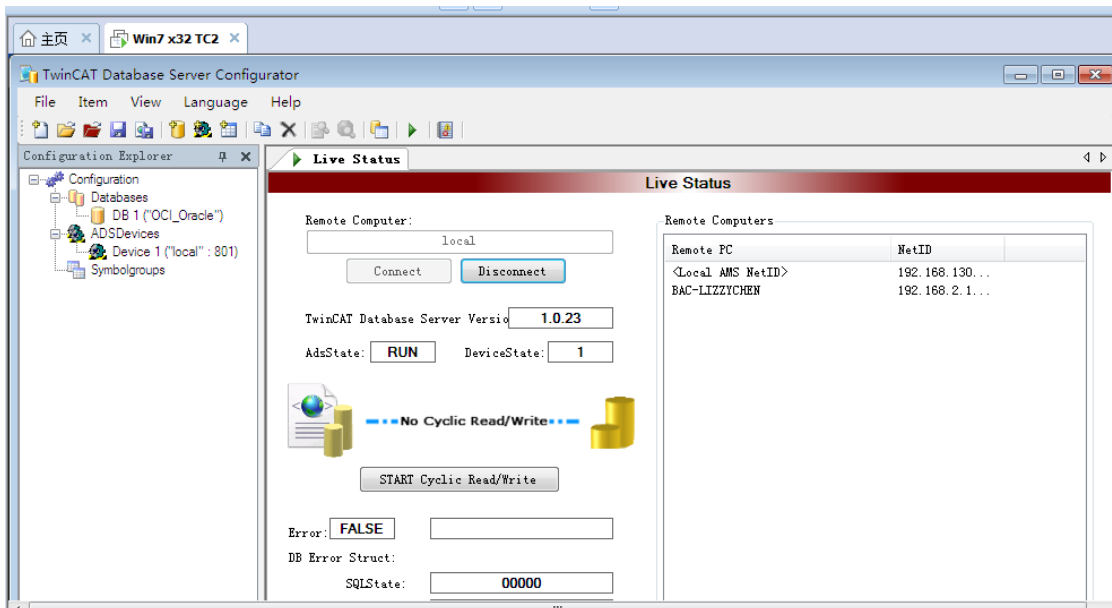 主页 × Win7 x32 TC2 ×
TwinCAT Database Server Configurator
File Item View Language Help
Configuration Explorer
Live Status
Configuration
Databases
DB 1 ("OCI_Oracle")
ADSDevices
Device 1 ("local" : 801)
Symbolgroups
Live Status
Remote Computer:
local
Connect Disconnect
TwinCAT Database Server Versio 1.0.23
AdsState: RUN DeviceState: 1
No Cyclic Read/Write
START Cyclic Read/Write
Error: FALSE
DB Error Struct:
SQLState: 00000
Remote Computers
Remote PC NetID
<Local AMS NetID> 192.168.130...
BAC-LIZZYCHEN 192.168.2.1...